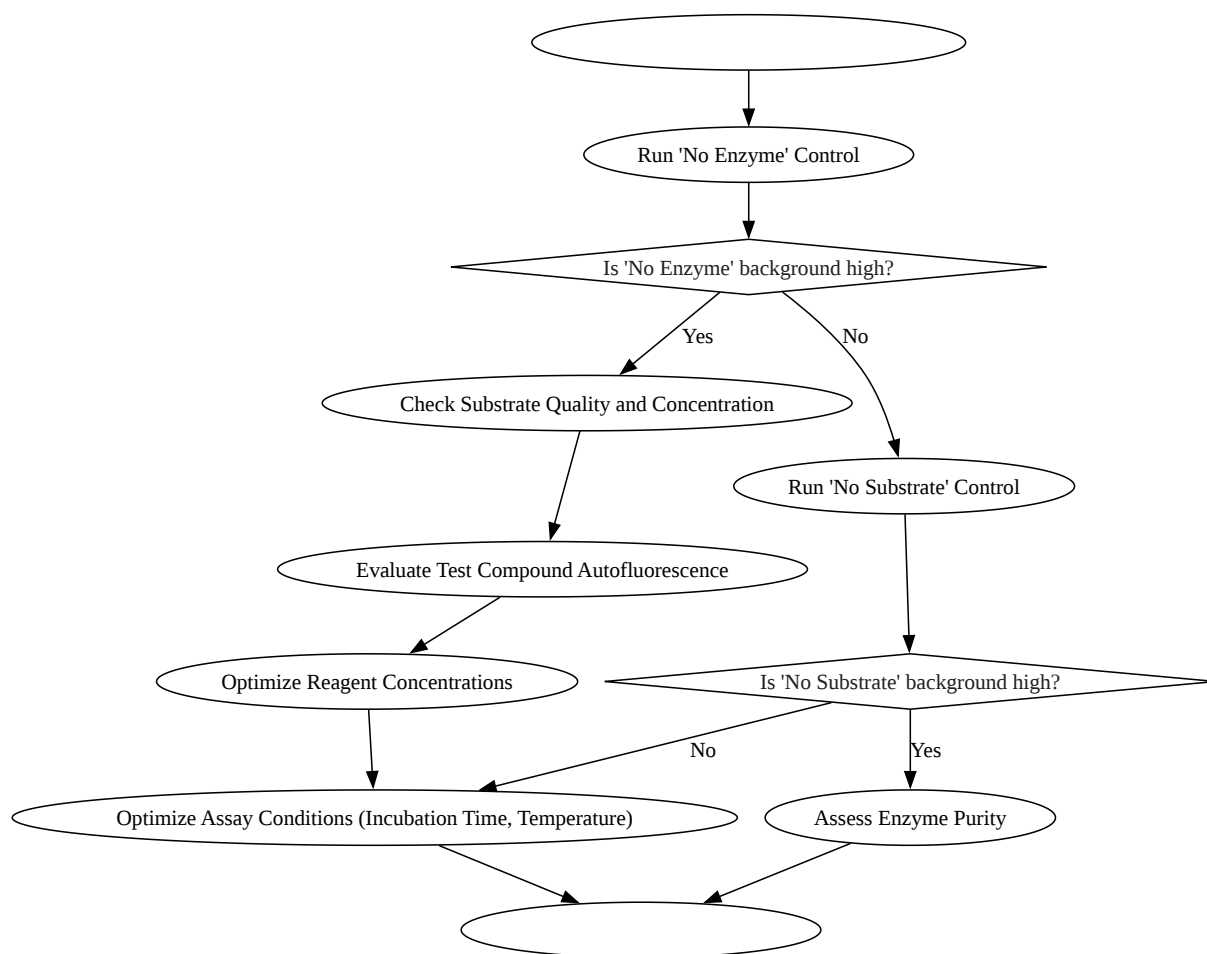 Run 'No Enzyme' Control
Is 'No Enzyme' background high?
Yes
No
Check Substrate Quality and Concentration
Run 'No Substrate' Control
Evaluate Test Compound Autofluorescence
Optimize Reagent Concentrations
Is 'No Substrate' background high?
No
Yes
Optimize Assay Conditions (Incubation Time, Temperature)
Assess Enzyme Purity